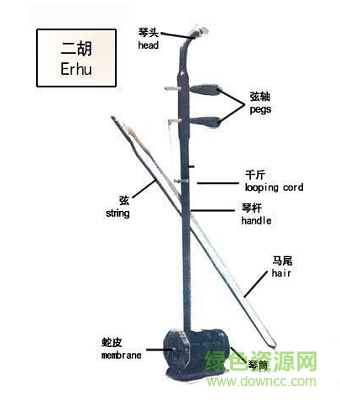 二胡
Erhu
琴头
head
弦轴
pegs
千斤
looping cord
弦
string
琴杆
handle
马尾
hair
蛇皮
membrane
琴筒
绿色资源网
www.downcc.com